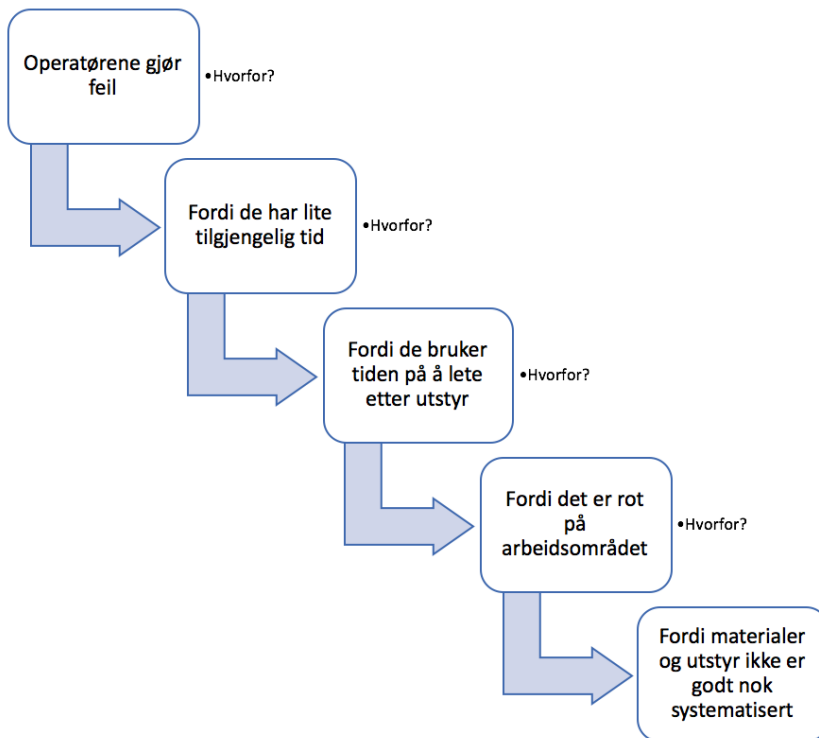 Operatørene gjør
feil
•Hvorfor?
Fordi de har lite
tilgjengelig tid
•Hvorfor?
Fordi de bruker
tiden på å lete
etter utstyr
•Hvorfor?
Fordi det er rot
på
arbeidsområdet
•Hvorfor?
Fordi materialer
og utstyr ikke er
godt nok
systematisert